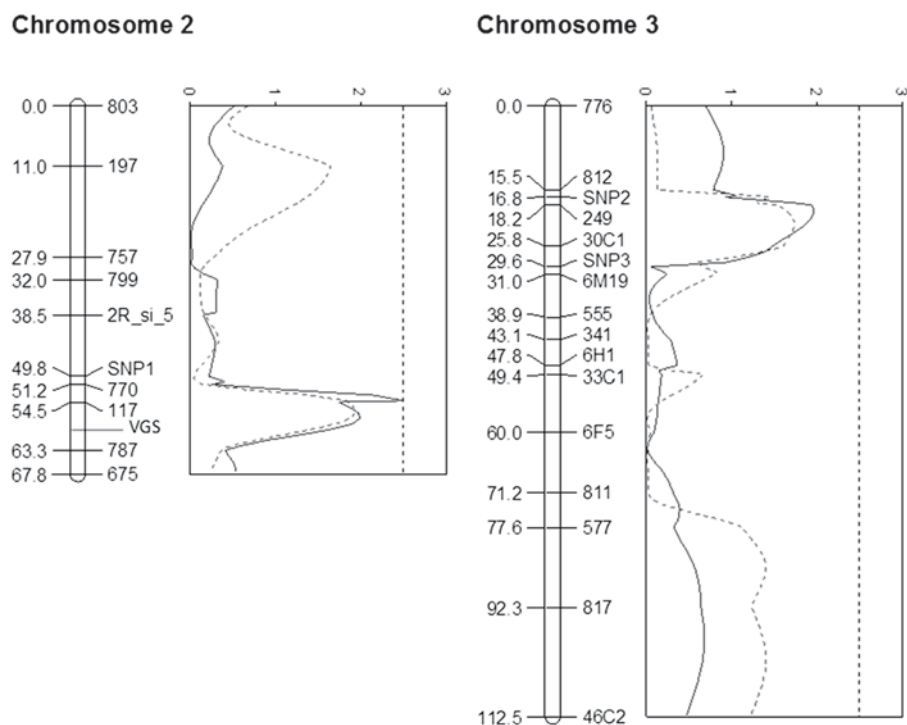 Chromosome 2
0 1 2 3
0.0 803
11.0 197
27.9 757
32.0 799
38.5 2R_si_5
49.8 SNP1
51.2 770
54.5 117
VGS
63.3 787
67.8 675
Chromosome 3
0 1 2 3
0.0 776
15.5 812
16.8 SNP2
18.2 249
25.8 30C1
29.6 SNP3
31.0 6M19
38.9 555
43.1 341
47.8 6H1
49.4 33C1
60.0 6F5
71.2 811
77.6 577
92.3 817
112.5 46C2